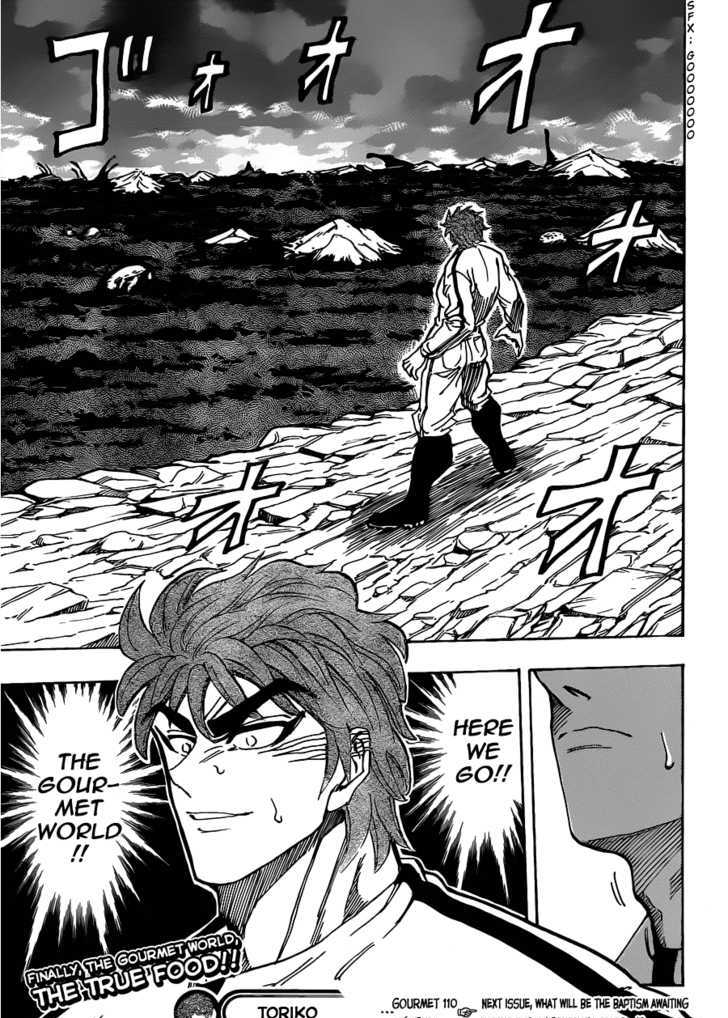 SFX: GOOOOOOO
ゴ
オ
オ
オ
オ
オ
オ
HERE
WE
GO!!
THE
GOUR-
MET
WORLD
!!
FINALLY, THE GOURMET WORLD,
THE TRUE FOOD!!
TORIKO
GOURMET 110
NEXT ISSUE, WHAT WILL BE THE BAPTISM AWAITING
...